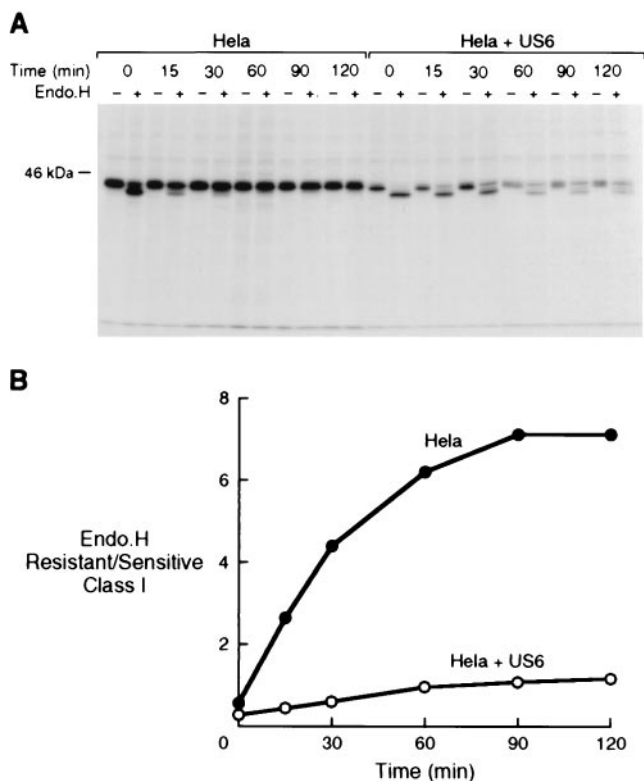 A
Hela Hela + US6
Time (min) 0 15 30 60 90 120 0 15 30 60 90 120
Endo.H − + − + − + − + − + − + − + − + − + − + − + − +
46 kDa
B
8
6
4
2
0 30 60 90 120
Endo.H
Resistant/Sensitive
Class I
Hela
Hela + US6
Time (min)